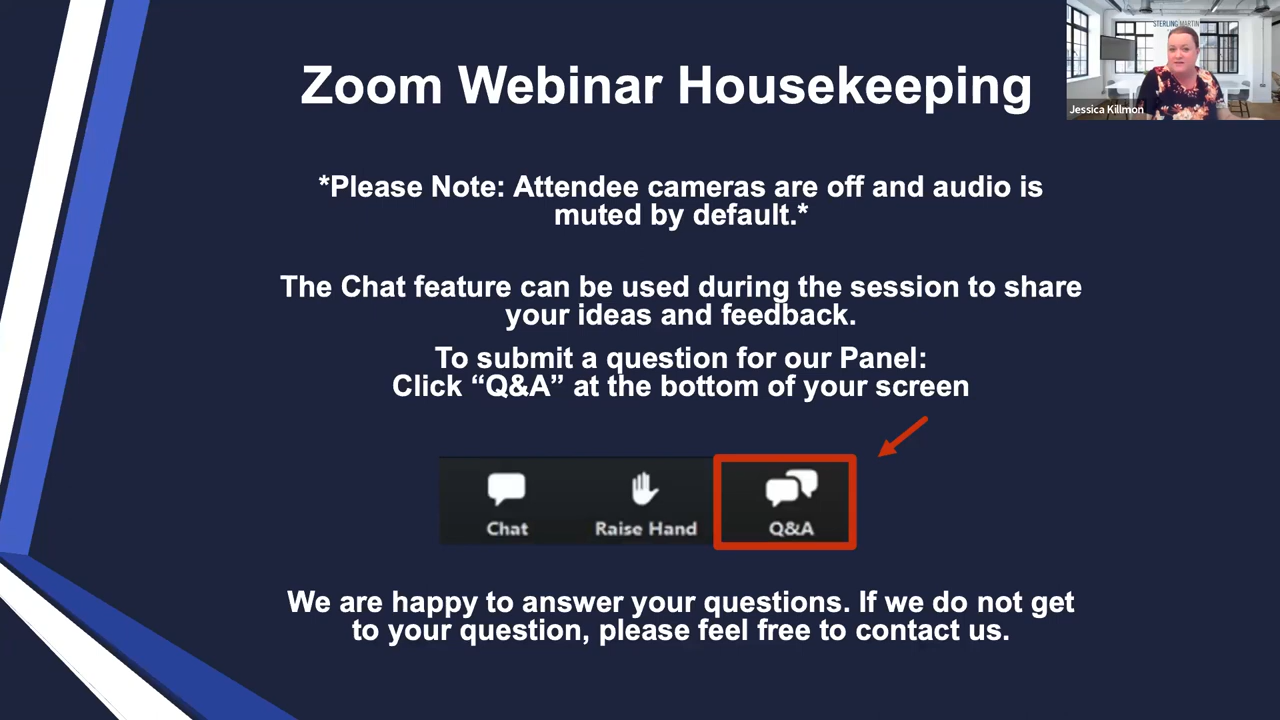 Zoom Webinar Housekeeping
STERLING MARTIN
Jessica Killmon
*Please Note: Attendee cameras are off and audio is
muted by default.*
The Chat feature can be used during the session to share
your ideas and feedback.
To submit a question for our Panel:
Click “Q&A” at the bottom of your screen
Chat
Raise Hand
Q&A
We are happy to answer your questions. If we do not get
to your question, please feel free to contact us.